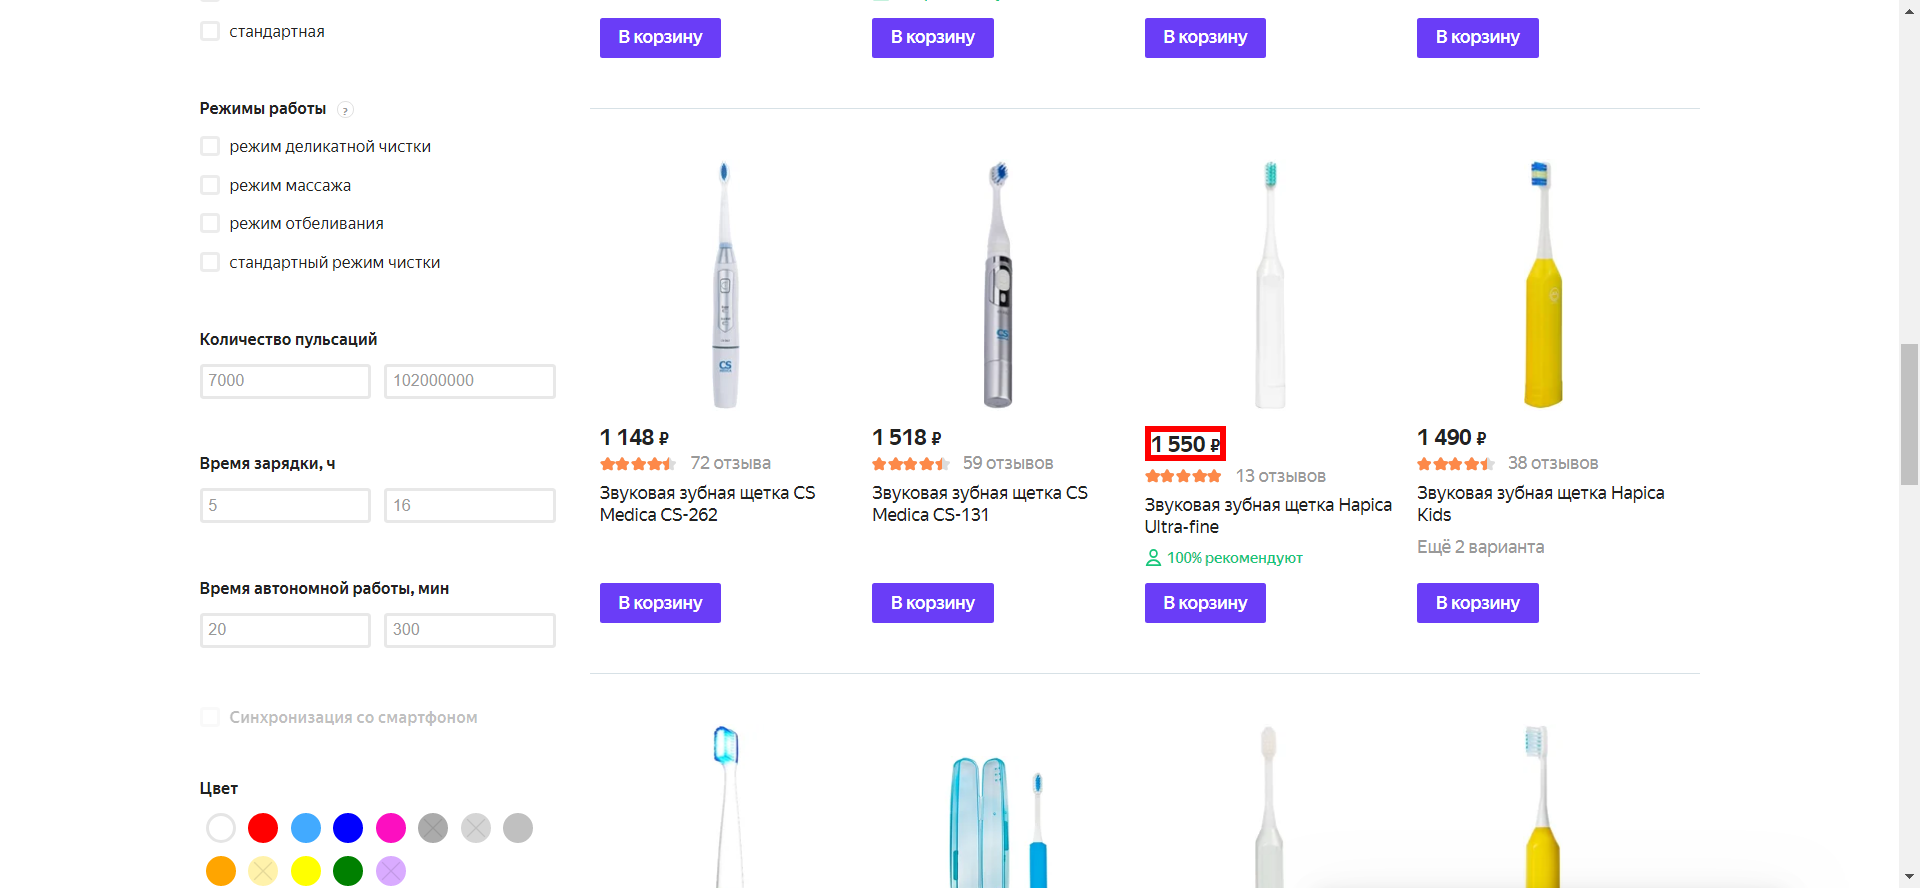 стандартная
В корзину
В корзину
В корзину
В корзину
Режимы работы ?
режим деликатной чистки
режим массажа
режим отбеливания
стандартный режим чистки
Количество пульсаций
7000
102000000
Время зарядки, ч
5
16
Время автономной работы, мин
20
300
Синхронизация со смартфоном
Цвет
CS
CS
1 148 ₽
72 отзыва
Звуковая зубная щетка CS
Medica CS-262
В корзину
1 518 ₽
59 отзывов
Звуковая зубная щетка CS
Medica CS-131
В корзину
1 550 ₽
13 отзывов
Звуковая зубная щетка Hapica
Ultra-fine
100% рекомендуют
В корзину
1 490 ₽
38 отзывов
Звуковая зубная щетка Hapica
Kids
Ещё 2 варианта
В корзину